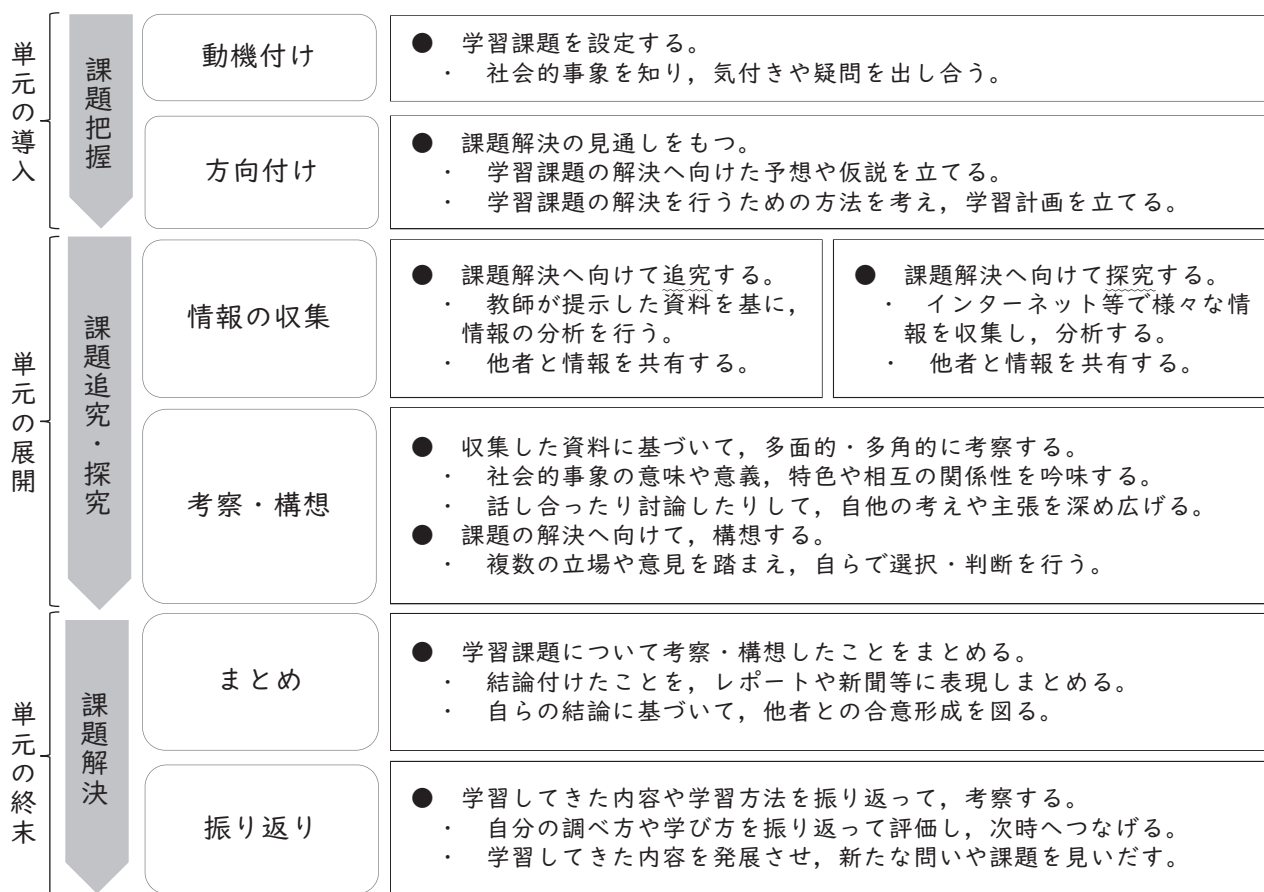 単元の導入
課題把握
動機付け
● 学習課題を設定する。
・ 社会的事象を知り，気付きや疑問を出し合う。
方向付け
● 課題解決の見通しをもつ。
・ 学習課題の解決へ向けた予想や仮説を立てる。
・ 学習課題の解決を行うための方法を考え，学習計画を立てる。
単元の展開
課題追究・探究
情報の収集
● 課題解決へ向けて追究する。
・ 教師が提示した資料を基に，
情報の分析を行う。
・ 他者と情報を共有する。
● 課題解決へ向けて探究する。
・ インターネット等で様々な情
報を収集し，分析する。
・ 他者と情報を共有する。
考察・構想
● 収集した資料に基づいて，多面的・多角的に考察する。
・ 社会的事象の意味や意義，特色や相互の関係性を吟味する。
・ 話し合ったり討論したりして，自他の考えや主張を深め広げる。
● 課題の解決へ向けて，構想する。
・ 複数の立場や意見を踏まえ，自らで選択・判断を行う。
単元の終末
課題解決
まとめ
● 学習課題について考察・構想したことをまとめる。
・ 結論付けたことを，レポートや新聞等に表現しまとめる。
・ 自らの結論に基づいて，他者との合意形成を図る。
振り返り
● 学習してきた内容や学習方法を振り返って，考察する。
・ 自分の調べ方や学び方を振り返って評価し，次時へつなげる。
・ 学習してきた内容を発展させ，新たな問いや課題を見いだす。